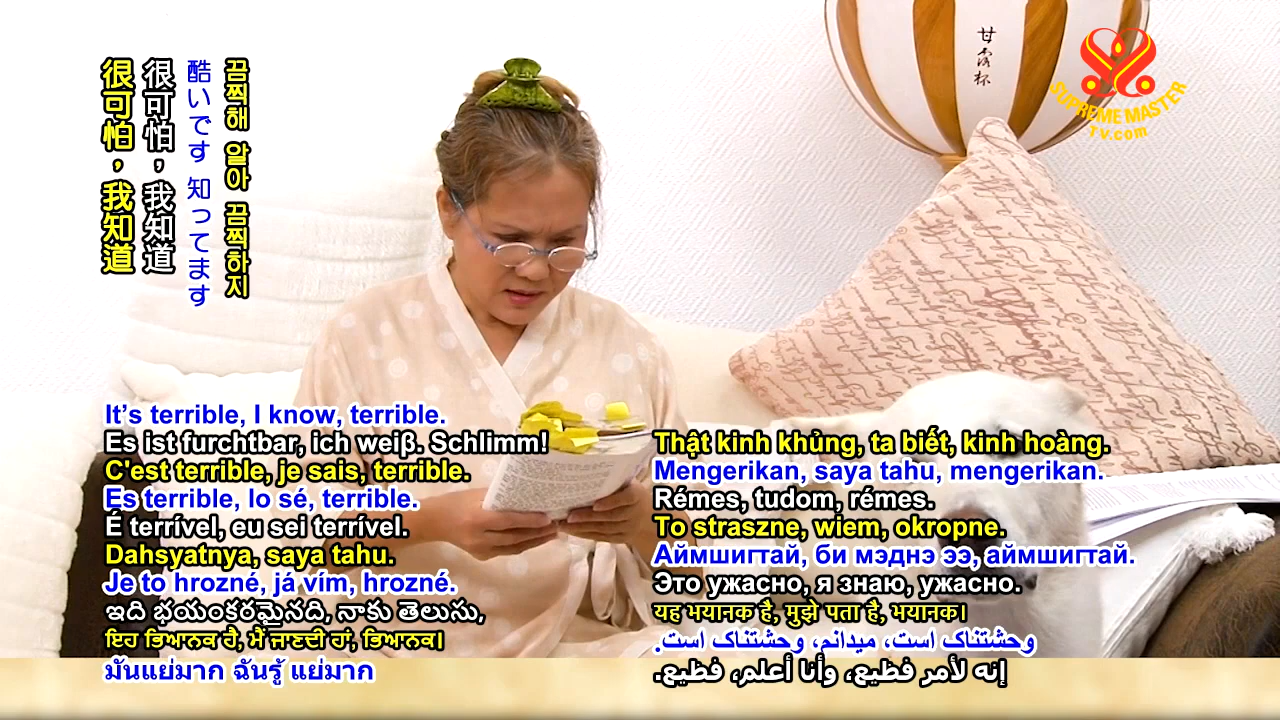 很可怕，我知道
很可怕，我知道
酷いです 知ってます
끔찍해 알아 끔찍하지
甘露杯
SUPREME MASTER
TV.com
It's terrible, I know, terrible.
Es ist furchtbar, ich weiβ. Schlimm!
C'est terrible, je sais, terrible.
Es terrible, lo sé, terrible.
É terrível, eu sei terrível.
Dahsyatnya, saya tahu.
Je to hrozné, já vím, hrozné.
ఇది భయంకరమైనది, నాకు తెలుసు,
ਇਹ ਭਿਆਨਕ ਹੈ, ਮੈਂ ਜਾਣਦੀ ਹਾਂ, ਭਿਆਨਕ।
มันแย่มาก ฉันรู้ แย่มาก
Thật kinh khủng, ta biết, kinh hoàng.
Mengerikan, saya tahu, mengerikan.
Rémes, tudom, rémes.
To straszne, wiem, okropne.
Аймшигтай, би мэднэ ээ, аймшигтай.
Это ужасно, я знаю, ужасно.
यह भयानक है, मुझे पता है, भयानक।
وحشتناک است، میدانم، وحشتناک است.
إنه لأمر فظيع، وأنا أعلم، فظيع.